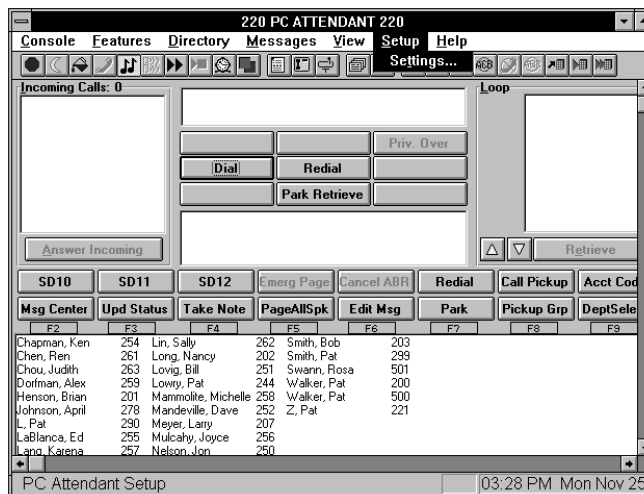 220 PC ATTENDANT 220
Console Features Directory Messages View Setup Help
Settings...
ACB
Incoming Calls: 0
Loop
Priv. Over
Dial Redial
Park Retrieve
Answer Incoming
Retrieve
SD10 SD11 SD12 Emerg Page Cancel ABR Redial Call Pickup Acct Cod
Msg Center Upd Status Take Note PageAllSpk Edit Msg Park Pickup Grp DeptSele
F2 F3 F4 F5 F6 F7 F8 F9
Chapman, Ken 254 Lin, Sally 262 Smith, Bob 203
Chen, Ren 261 Long, Nancy 202 Smith, Pat 299
Chou, Judith 263 Lovig, Bill 251 Swann, Rosa 501
Dorfman, Alex 259 Lowry, Pat 244 Walker, Pat 200
Henson, Brian 201 Mammolite, Michelle 258 Walker, Pat 500
Johnson, April 278 Mandeville, Dave 252 Z, Pat 221
L, Pat 290 Meyer, Larry 207
LaBlanca, Ed 255 Mulcahy, Joyce 256
Lang, Karena 257 Nelson, Jon 250
PC Attendant Setup 03:28 PM Mon Nov 25